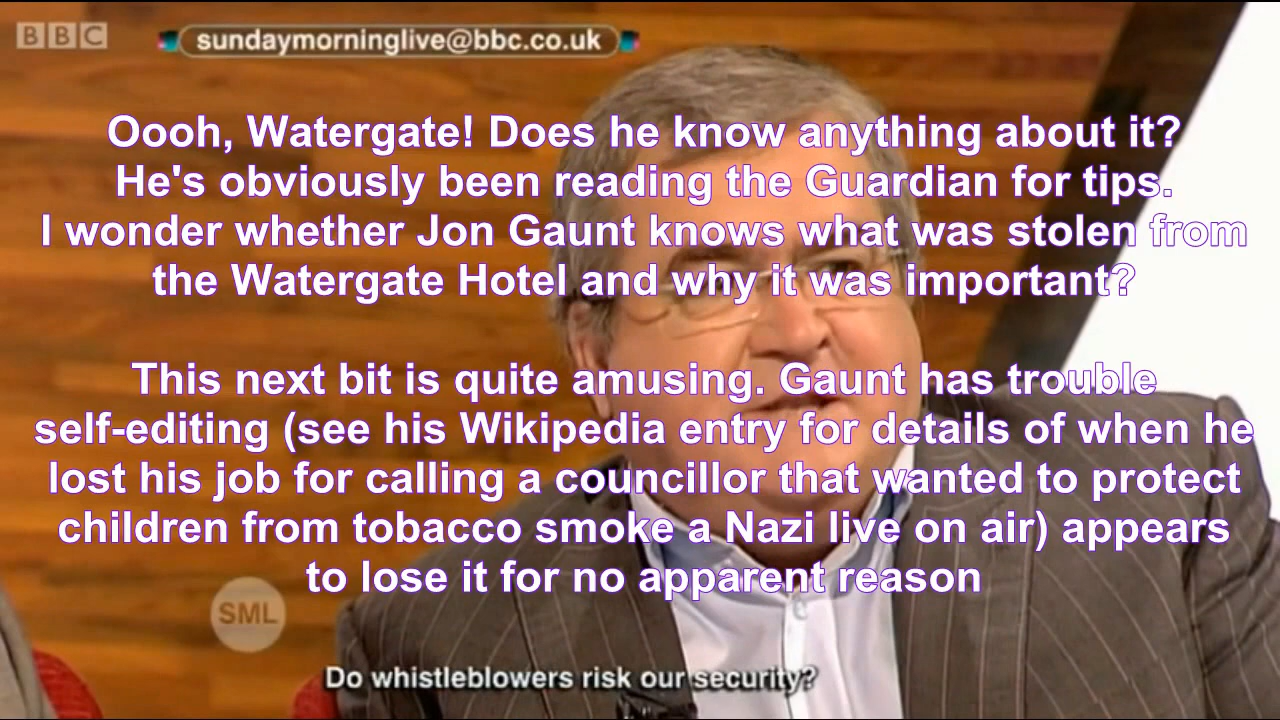 BBC
sundaymorninglive@bbc.co.uk
Oooh, Watergate! Does he know anything about it?
He's obviously been reading the Guardian for tips.
I wonder whether Jon Gaunt knows what was stolen from
the Watergate Hotel and why it was important?
This next bit is quite amusing. Gaunt has trouble
self-editing (see his Wikipedia entry for details of when he
lost his job for calling a councillor that wanted to protect
children from tobacco smoke a Nazi live on air) appears
to lose it for no apparent reason
SML
Do whistleblowers risk our security?